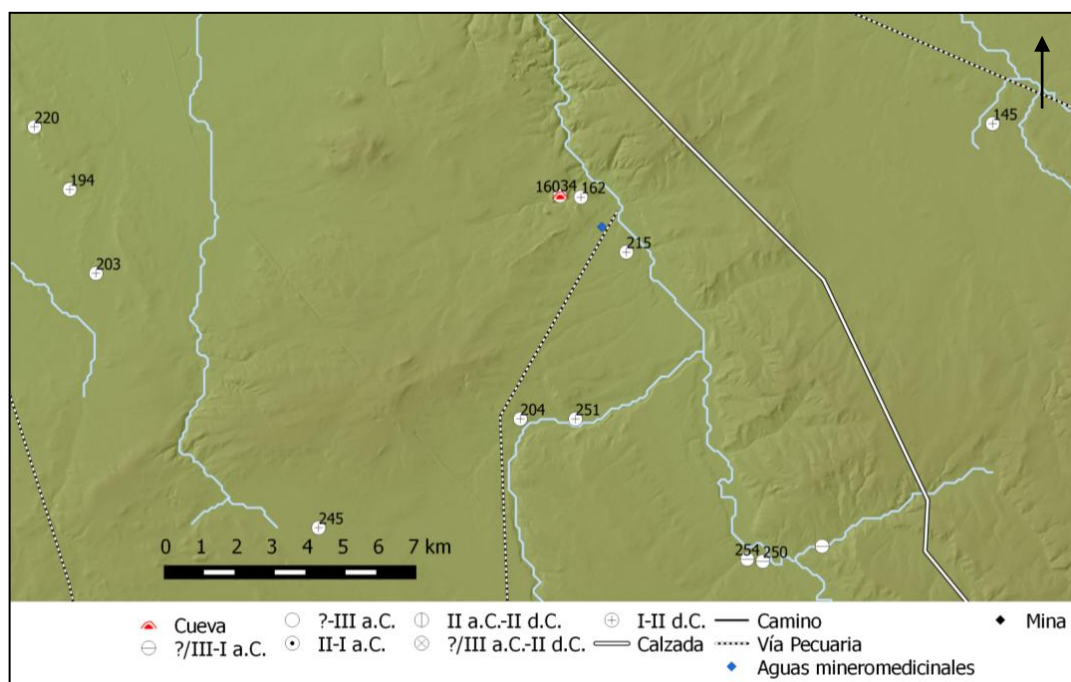 220
145
194
16034 162
215
203
204 251
245
0 1 2 3 4 5 6 7 km
254 250
Cueva ?-III a.C. II a.C.-II d.C. I-II d.C. Camino Mina
?/III-I a.C. II-I a.C. ?/III a.C.-II d.C. Calzada Vía Pecuaria
Aguas mineromedicinales